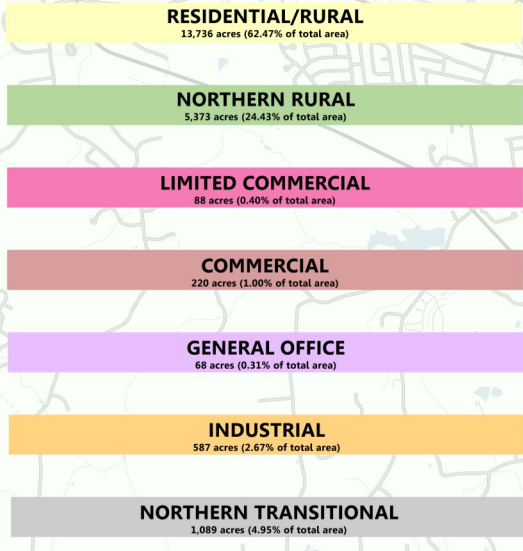 RESIDENTIAL/RURAL
13,736 acres (62.47% of total area)
NORTHERN RURAL
5,373 acres (24.43% of total area)
LIMITED COMMERCIAL
88 acres (0.40% of total area)
COMMERCIAL
220 acres (1.00% of total area)
GENERAL OFFICE
68 acres (0.31% of total area)
INDUSTRIAL
587 acres (2.67% of total area)
NORTHERN TRANSITIONAL
1,089 acres (4.95% of total area)